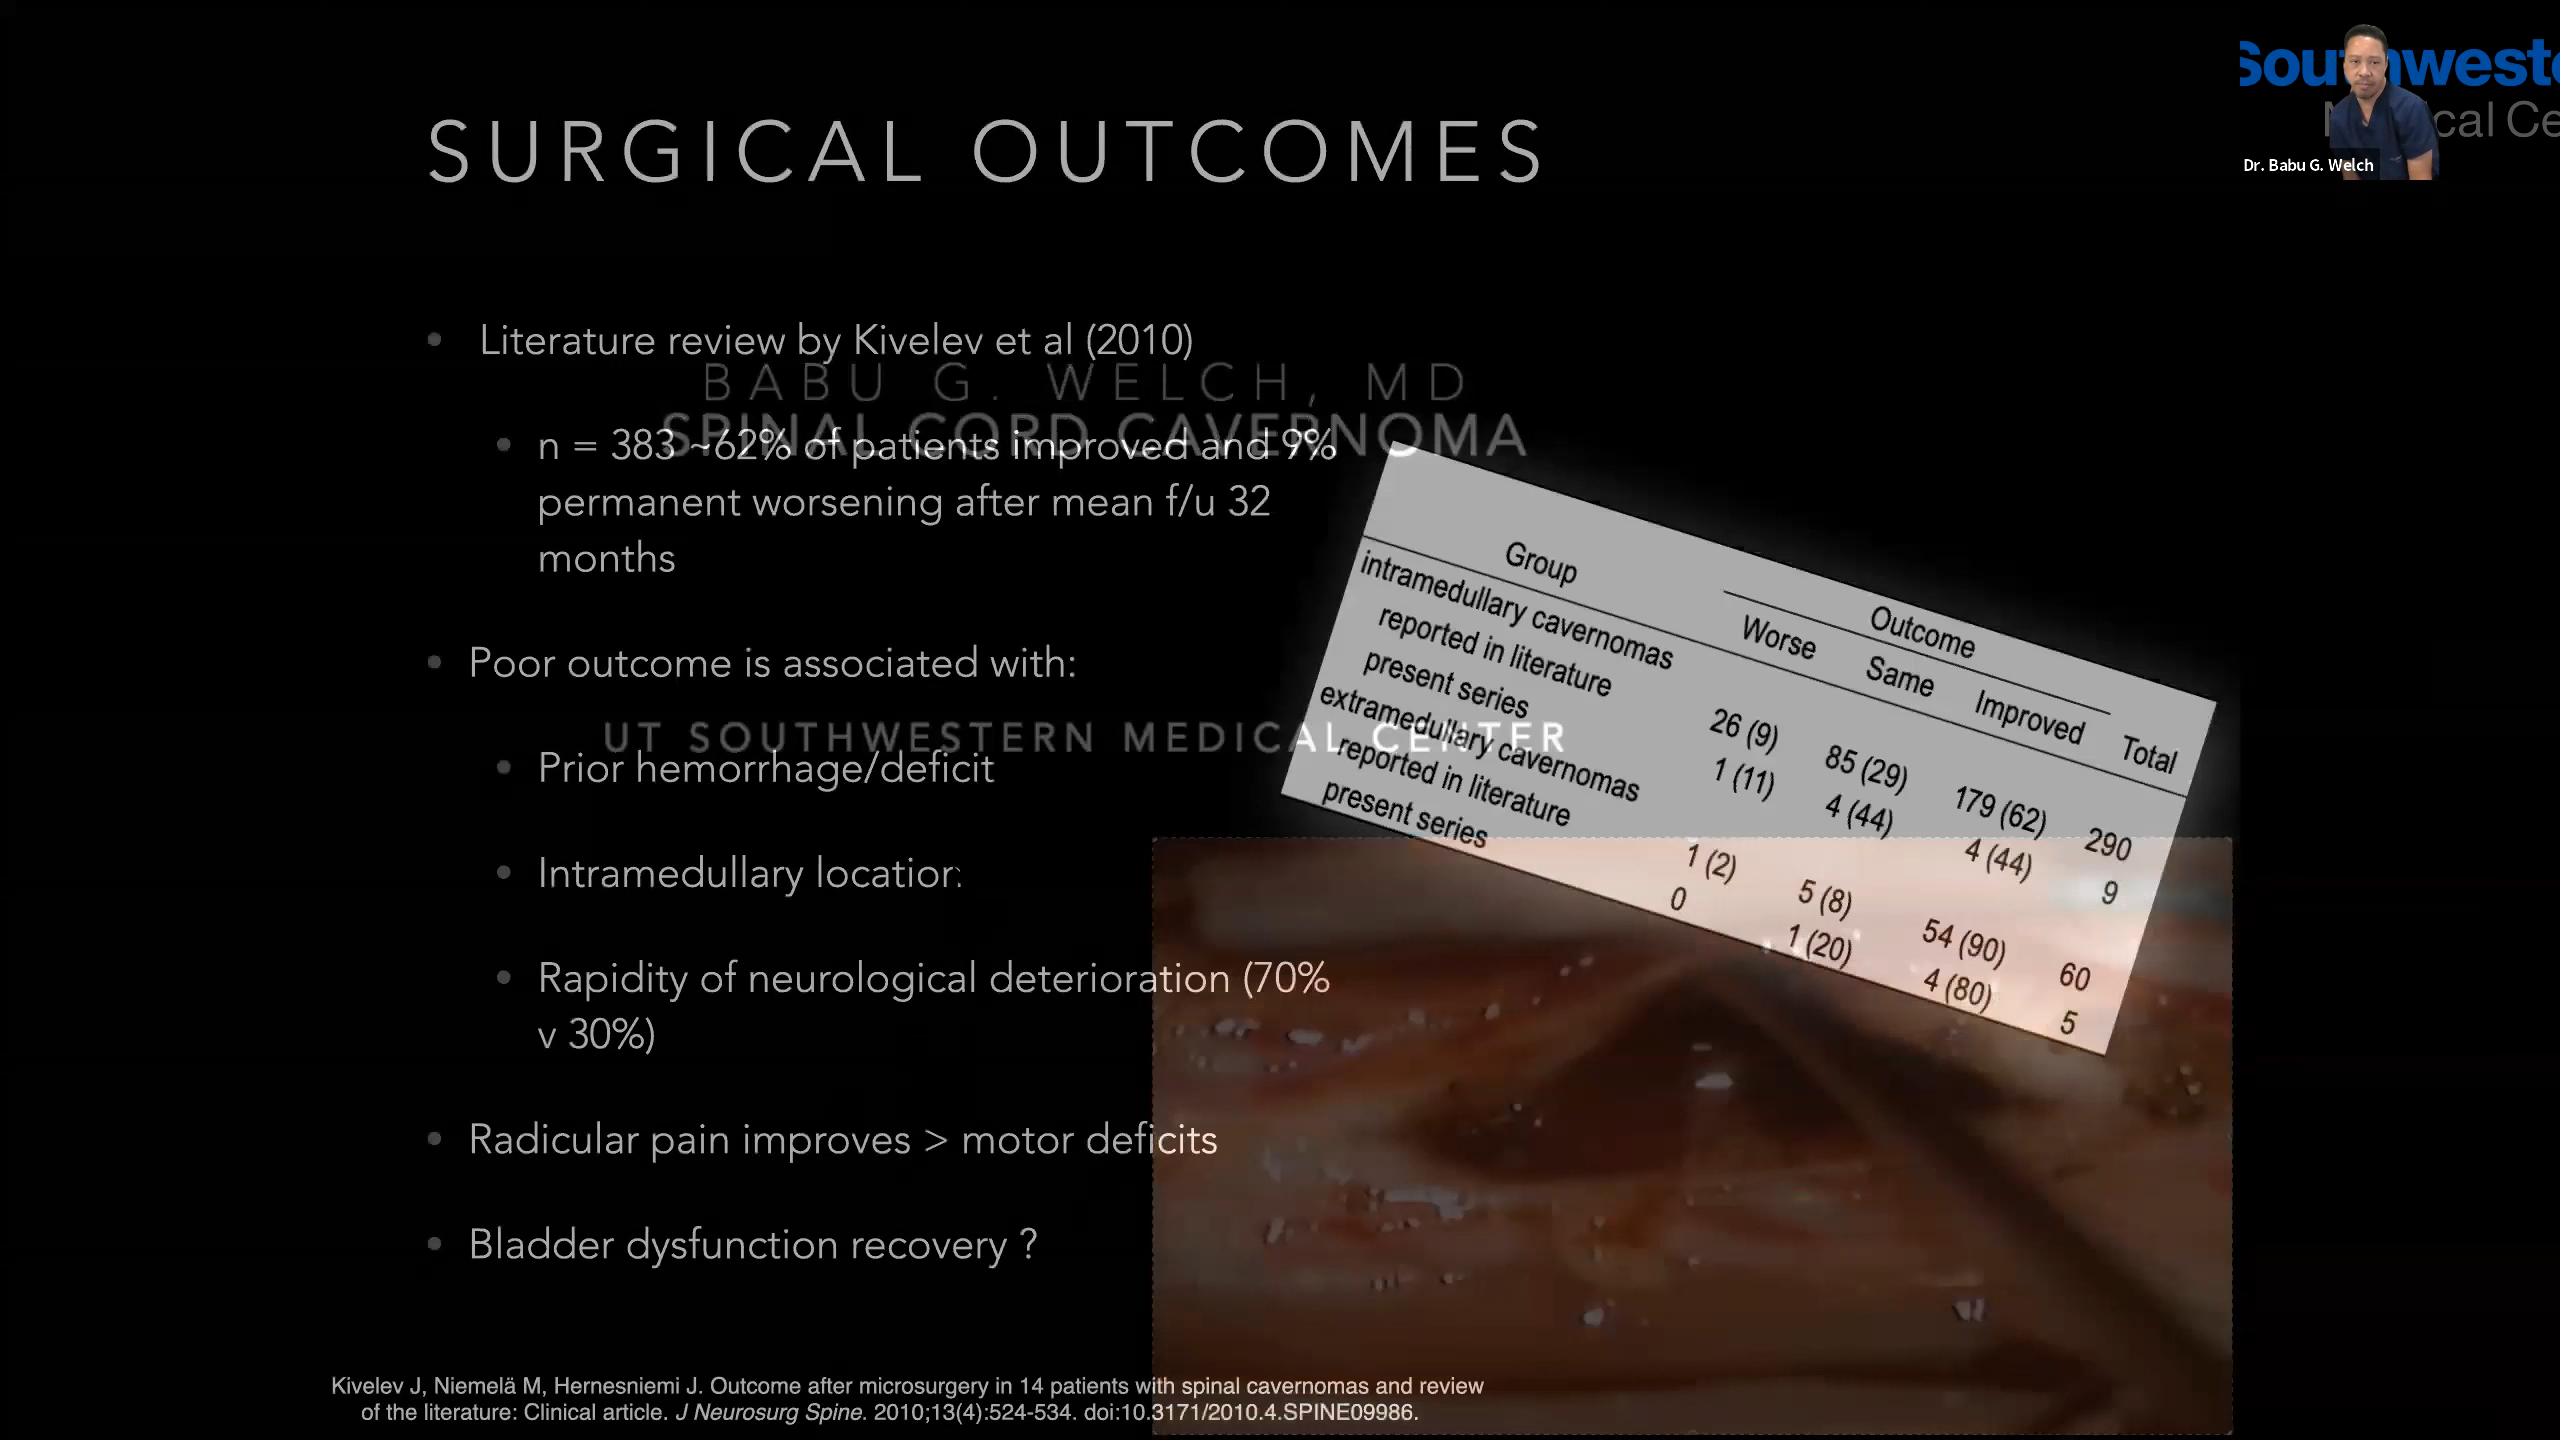 Southweste
cal Ce
Dr. Babu G. Welch
SURGICAL OUTCOMES
• Literature review by Kivelev et al (2010)
BABU G. WELCH, MD
SPINAL CORD CAVERNOMA
• n = 383 ~62% of patients improved and 9%
permanent worsening after mean f/u 32
months
• Poor outcome is associated with:
UT SOUTHWESTERN MEDICAL CENTER
• Prior hemorrhage/deficit
• Intramedullary location
• Rapidity of neurological deterioration (70%
v 30%)
• Radicular pain improves > motor deficits
• Bladder dysfunction recovery ?
Outcome
Group Worse Same Improved Total
intramedullary cavernomas
reported in literature 26 (9) 85 (29) 179 (62) 290
present series 1 (11) 4 (44) 4 (44) 9
extramedullary cavernomas
reported in literature 1 (2) 5 (8) 54 (90) 60
present series 0 1 (20) 4 (80) 5
Kivelev J, Niemelä M, Hernesniemi J. Outcome after microsurgery in 14 patients with spinal cavernomas and review
of the literature: Clinical article. J Neurosurg Spine. 2010;13(4):524-534. doi:10.3171/2010.4.SPINE09986.